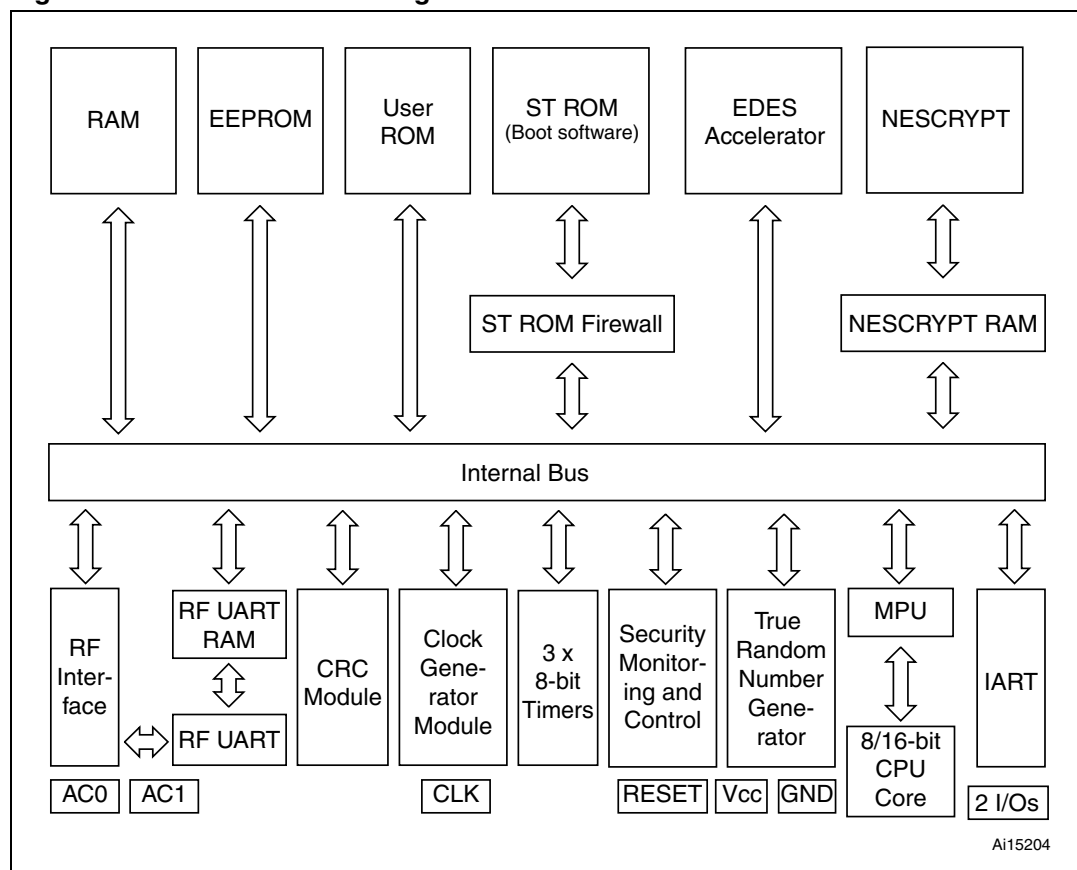 RAM
EEPROM
User
ROM
ST ROM
(Boot software)
EDES
Accelerator
NESCRYPT
ST ROM Firewall
NESCRYPT RAM
Internal Bus
RF
Inter-
face
RF UART
RAM
RF UART
CRC
Module
Clock
Gene-
rator
Module
3 x
8-bit
Timers
Security
Monitor-
ing and
Control
True
Random
Number
Gene-
rator
MPU
8/16-bit
CPU
Core
IART
AC0
AC1
CLK
RESET
Vcc
GND
2 I/Os
Ai15204